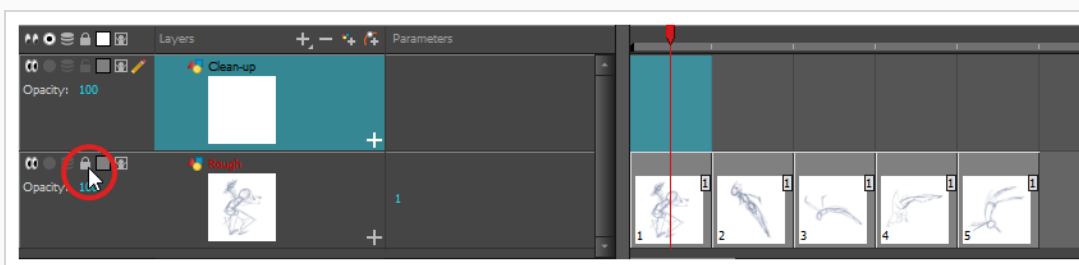 Layers
Parameters
Clean-up
Opacity: 100
Rough
Opacity: 100
1
1 1 1 1 1
1 2 3 4 5